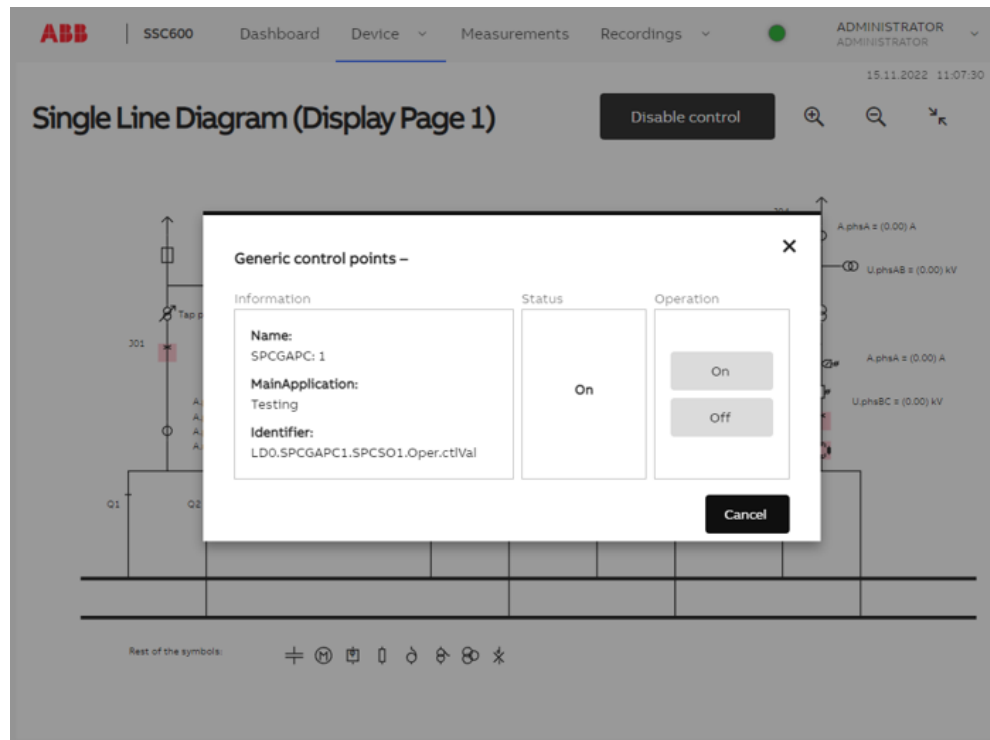 ABB
SSC600
Dashboard
Device
Measurements
Recordings
ADMINISTRATOR
ADMINISTRATOR
15.11.2022 11:07:30
Single Line Diagram (Display Page 1)
Disable control
Generic control points –
Information
Status
Operation
Name:
SPCGAPC: 1
MainApplication:
Testing
Identifier:
LD0.SPCGAPC1.SPCSO1.Oper.ctlVal
On
On
Off
Cancel
A.phsA = (0.00) A
U.phsAB = (0.00) kV
Tap
J01
A.phsA = (0.00) A
U.phsBC = (0.00) kV
Q1
Q2
Rest of the symbols:
M